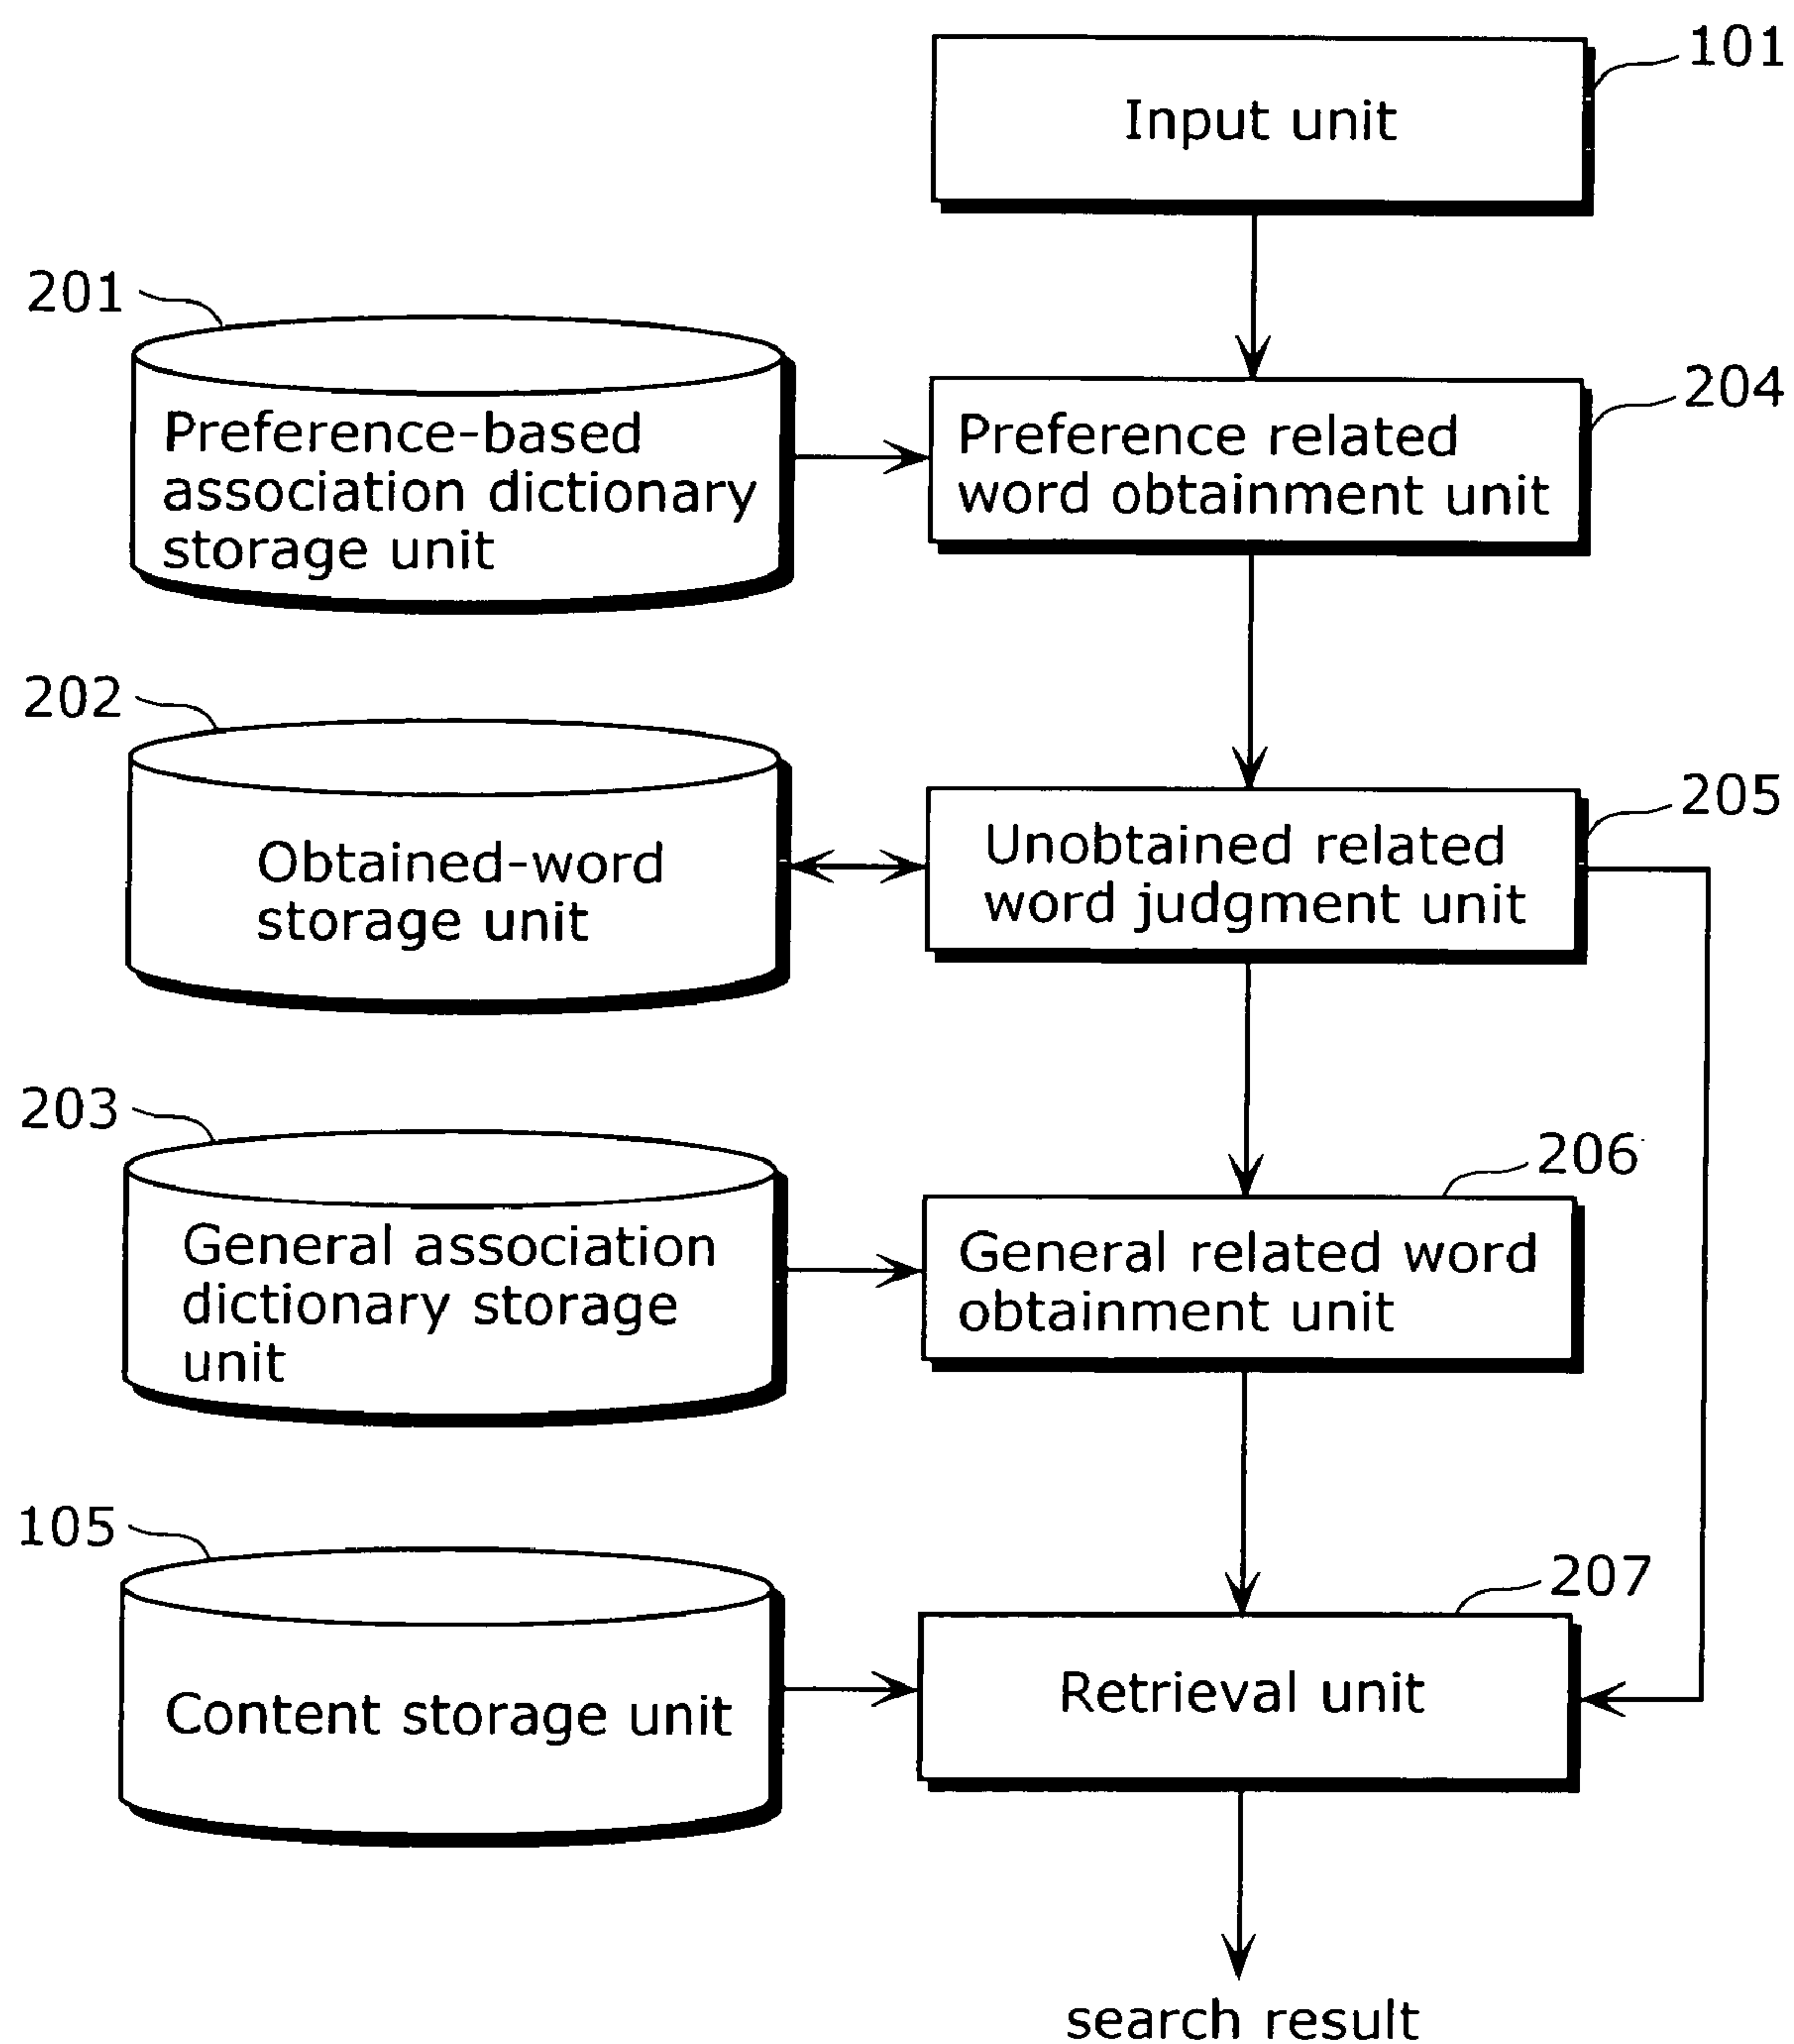 101
Input unit
201
Preference-based
association dictionary
storage unit
204
Preference related
word obtainment unit
202
Obtained-word
storage unit
205
Unobtained related
word judgment unit
203
General association
dictionary storage
unit
206
General related word
obtainment unit
105
Content storage unit
207
Retrieval unit
search result